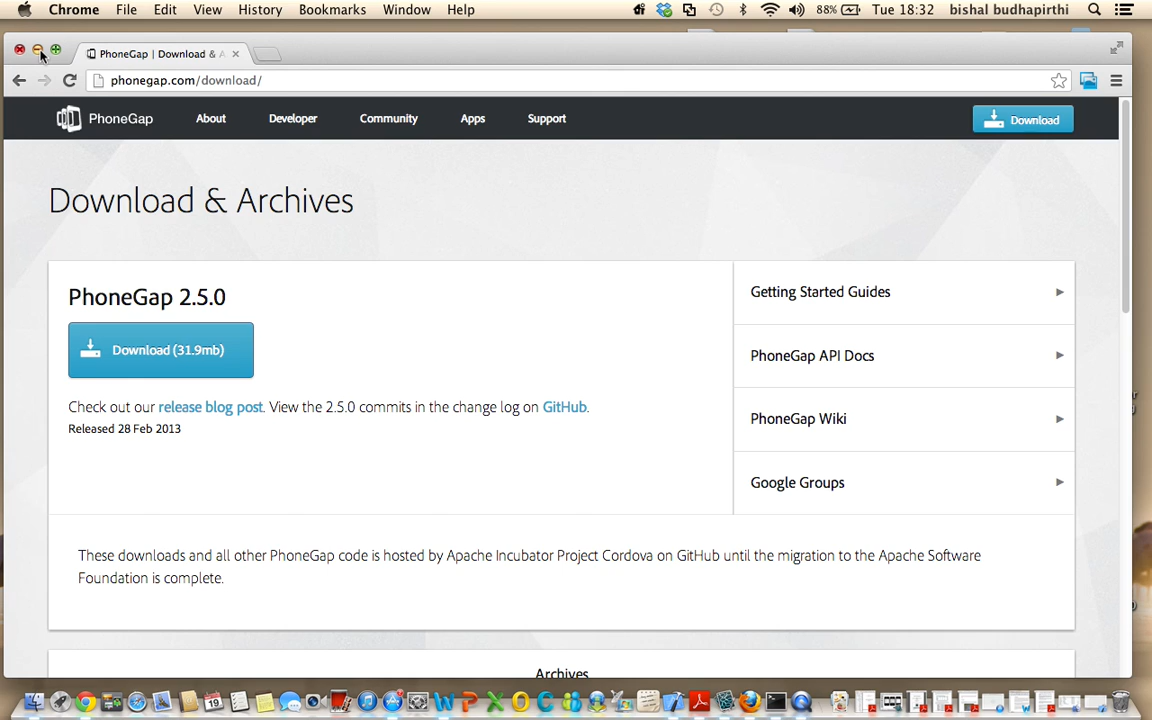 Chrome File Edit View History Bookmarks Window Help 88% Tue 18:32 bishal budhapirthi
PhoneGap | Download & A
phonegap.com/download/
PhoneGap About Developer Community Apps Support Download
Download & Archives
PhoneGap 2.5.0
Download (31.9mb)
Check out our release blog post. View the 2.5.0 commits in the change log on GitHub.
Released 28 Feb 2013
Getting Started Guides
PhoneGap API Docs
PhoneGap Wiki
Google Groups
These downloads and all other PhoneGap code is hosted by Apache Incubator Project Cordova on GitHub until the migration to the Apache Software
Foundation is complete.
Archives